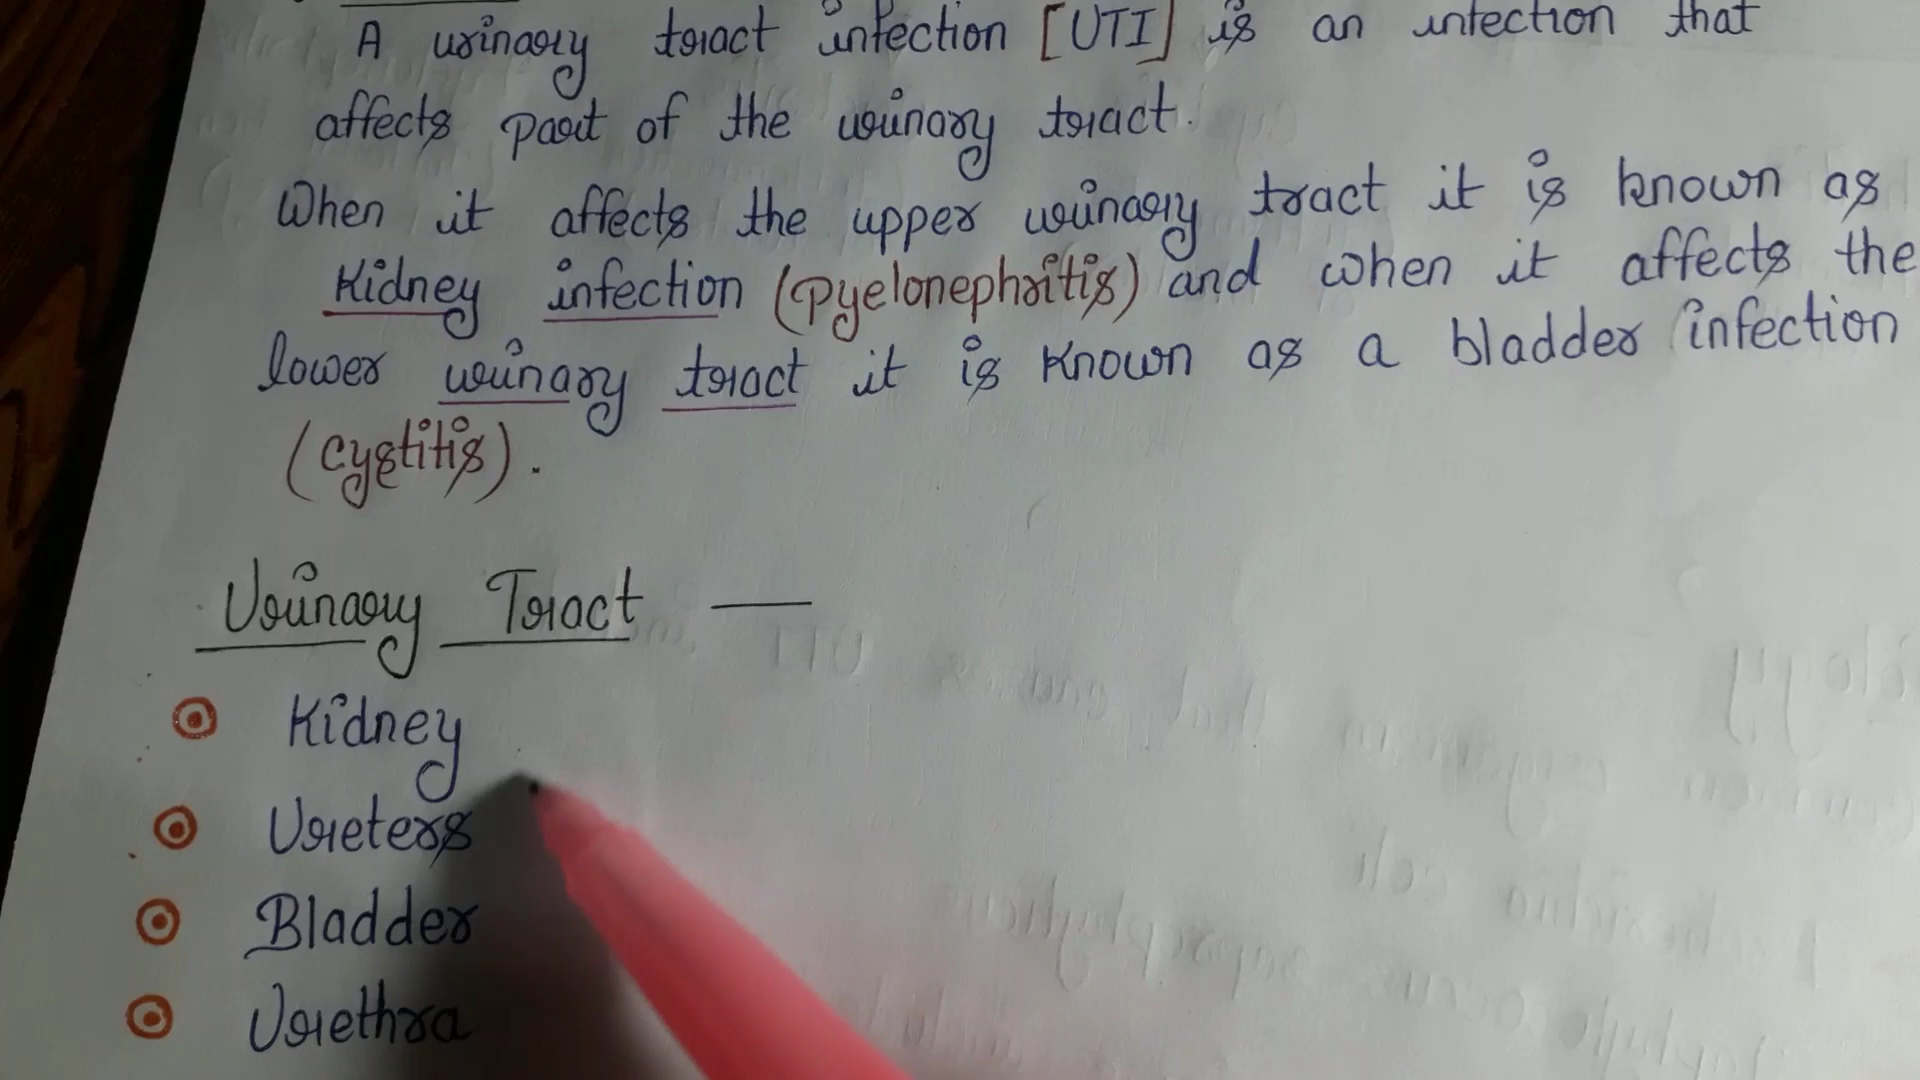 A urinary tract infection [UTI] is an infection that
affects part of the urinary tract.
When it affects the upper urinary tract it is known as
Kidney infection (pyelonephritis) and when it affects the
lower urinary tract it is known as a bladder infection
(cystitis).
Urinary Tract —
Kidney
Ureters
Bladder
Urethra